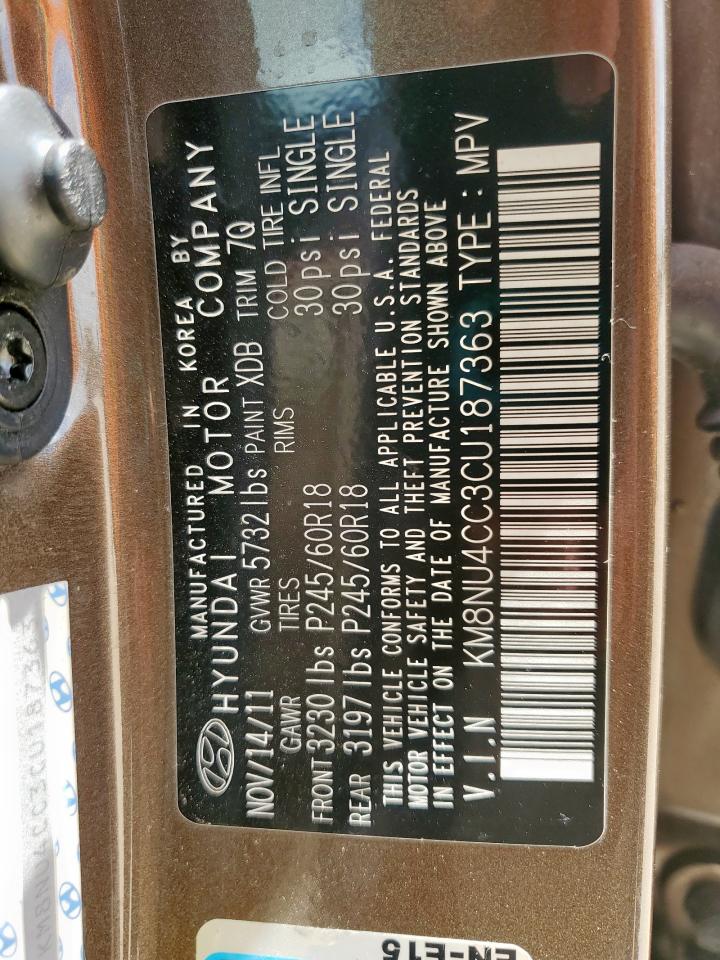 MANUFACTURED IN KOREA BY
HYUNDAI MOTOR COMPANY
NOV/14/11 GVWR 5732 lbs PAINT XDB TRIM 7Q
GAWR TIRES RIMS COLD TIRE INFL
FRONT 3230 lbs P245/60R18 30psi SINGLE
REAR 3197 lbs P245/60R18 30psi SINGLE
THIS VEHICLE CONFORMS TO ALL APPLICABLE U.S.A. FEDERAL
MOTOR VEHICLE SAFETY AND THEFT PREVENTION STANDARDS
IN EFFECT ON THE DATE OF MANUFACTURE SHOWN ABOVE
V.I.N KM8NU4CC3CU187363 TYPE : MPV
KM8NU4CC3CU187363
EN-E15